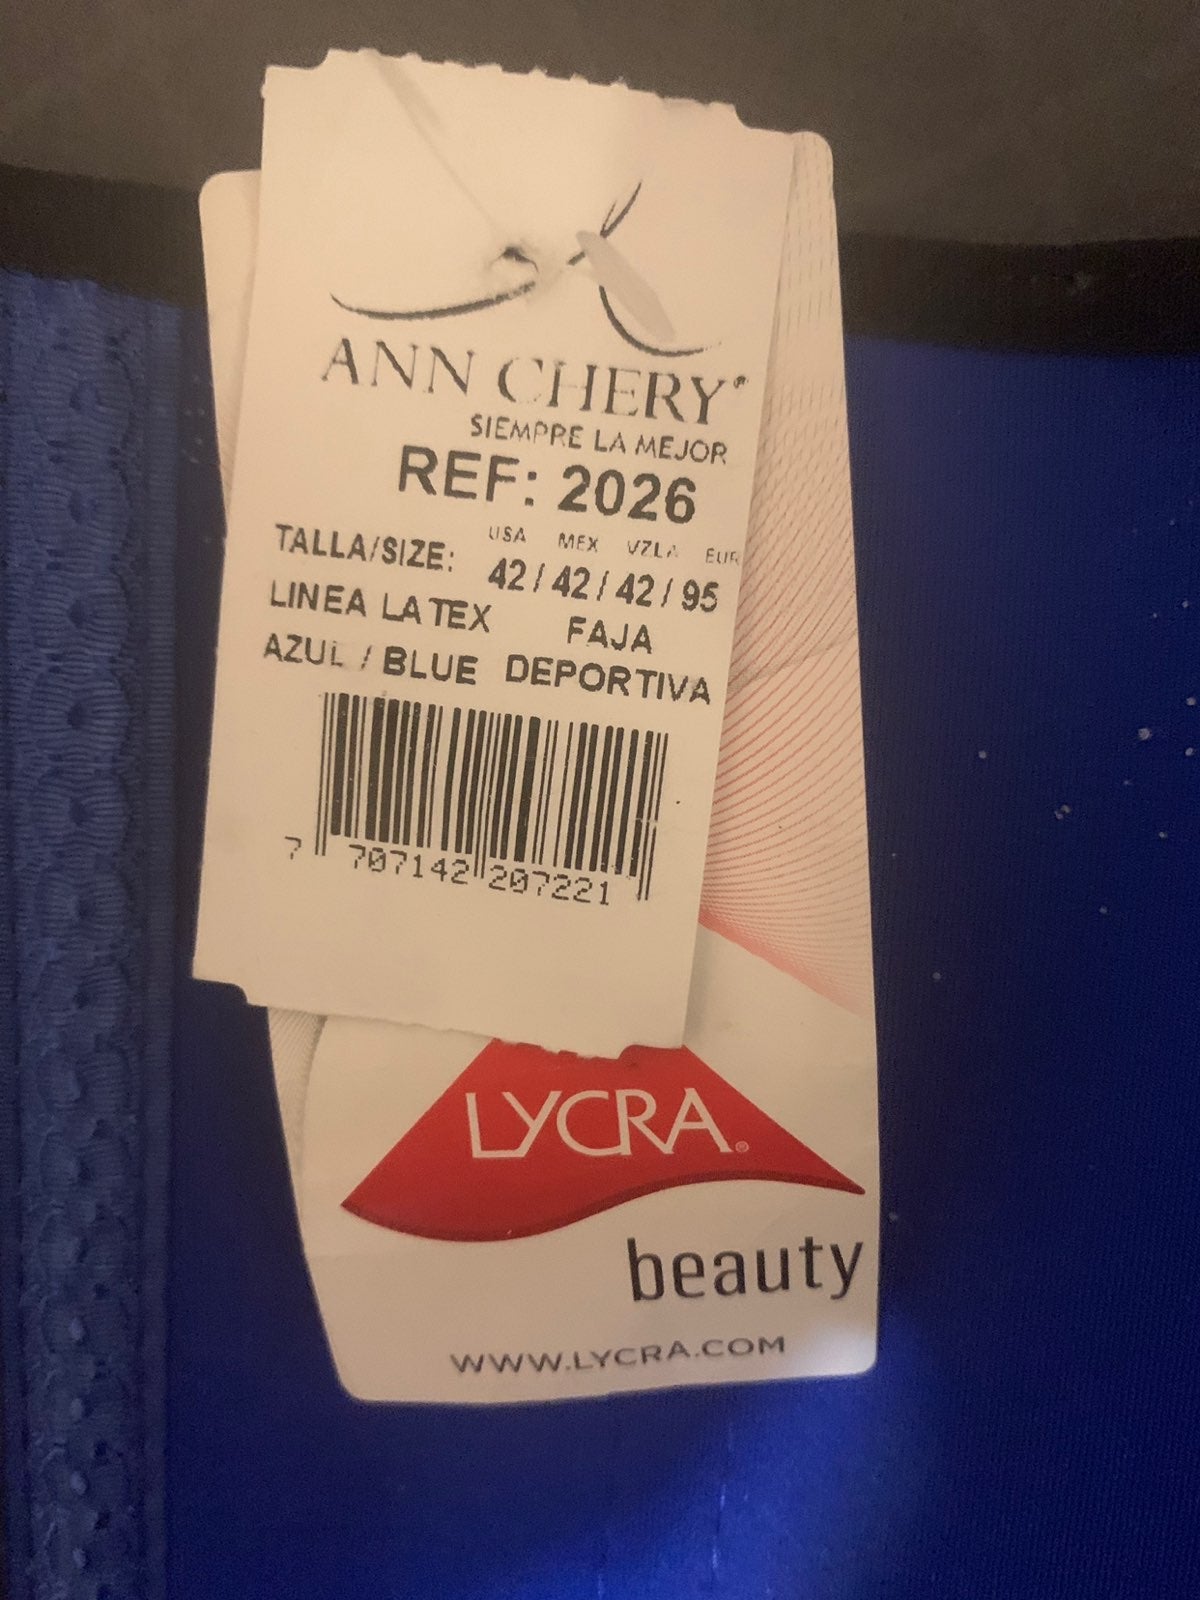 ANN CHERY®
SIEMPRE LA MEJOR
REF: 2026
USA MEX VZLA EUR
TALLA/SIZE: 42 / 42 / 42 / 95
LINEA LATEX FAJA
AZUL / BLUE DEPORTIVA
7 707142 207221
LYCRA®
beauty
WWW.LYCRA.COM